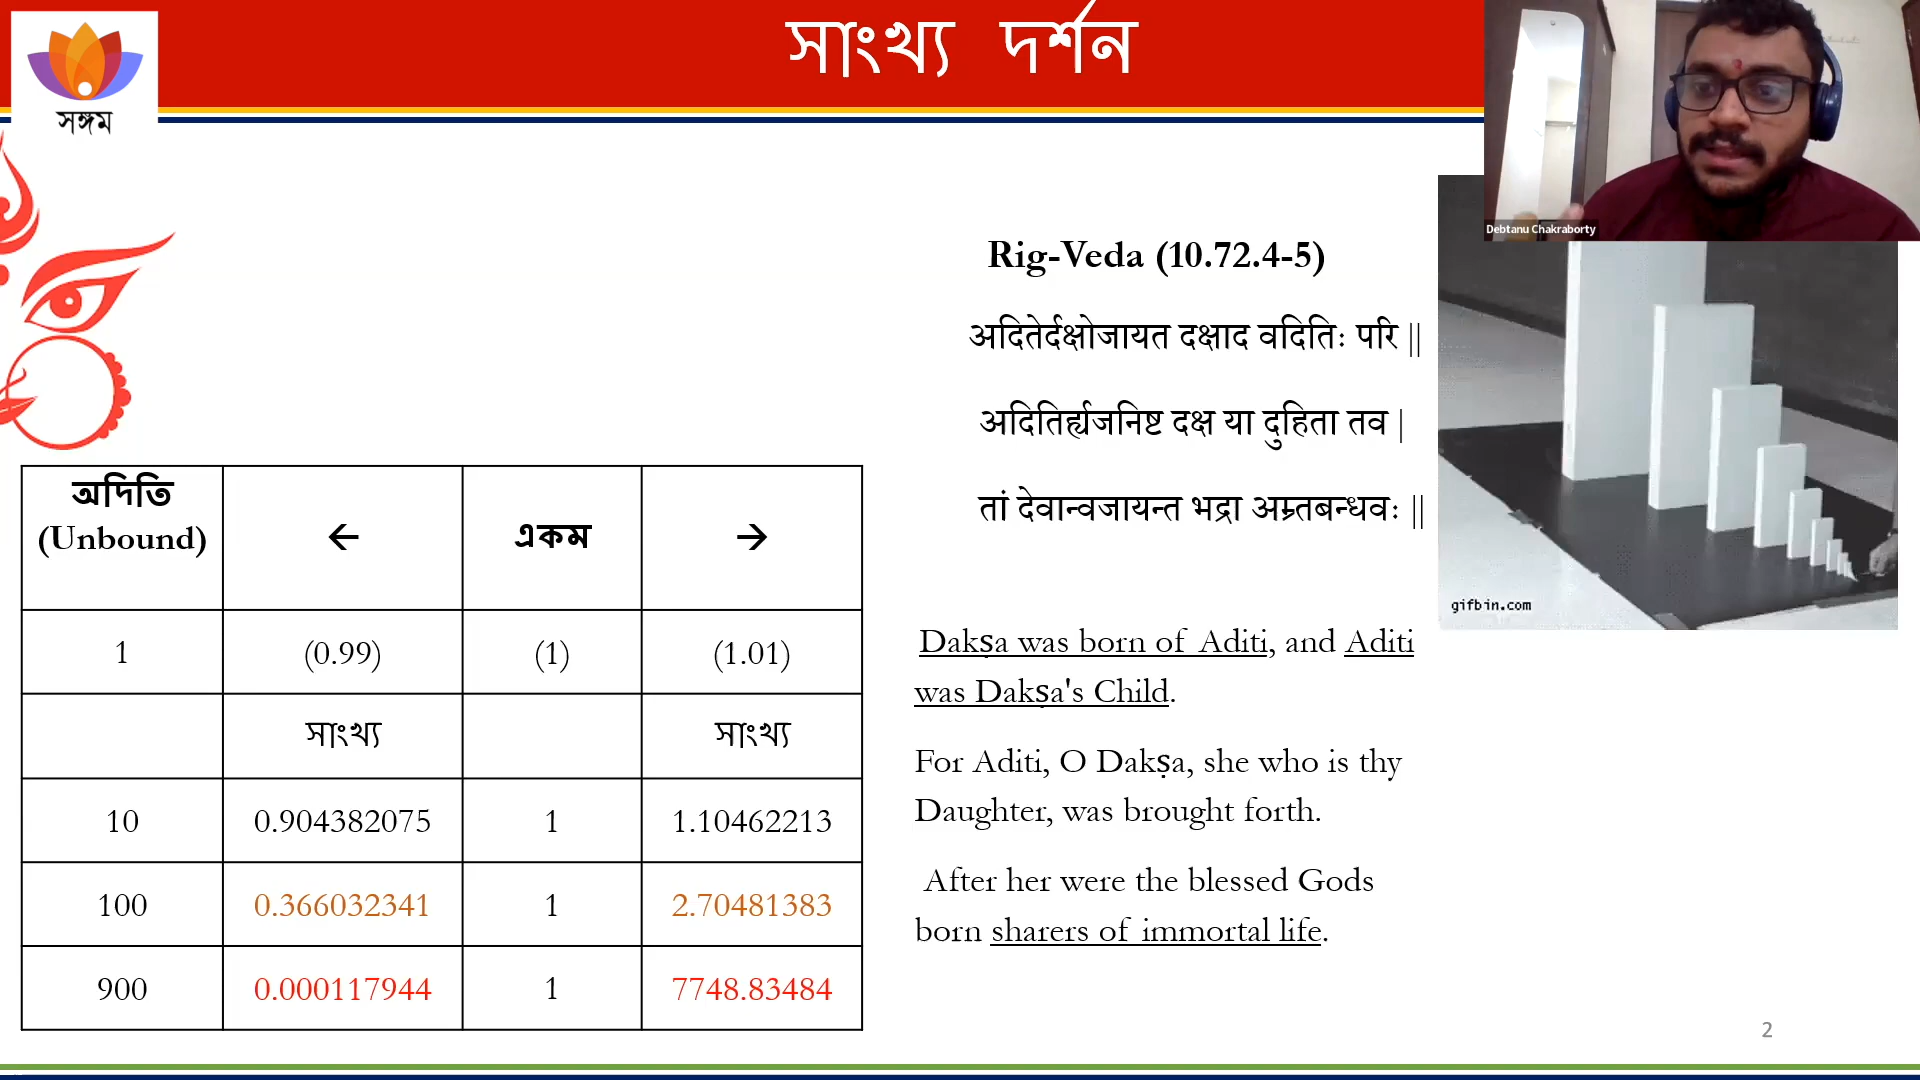 সাংখ্য দর্শন
সঙ্গম
Debtanu Chakraborty
Rig-Veda (10.72.4-5)
अदितेर्दक्षोजायत दक्षाद वदितिः परि ||
अदितिर्ह्यजनिष्ट दक्ष या दुहिता तव |
तां देवान्वजायन्त भद्रा अम्र्तबन्धवः ||
gifbin.com
অদিতি (Unbound) ← একম →
1 (0.99) (1) (1.01)
সাংখ্য সাংখ্য
10 0.904382075 1 1.10462213
100 0.366032341 1 2.70481383
900 0.000117944 1 7748.83484
Dakṣa was born of Aditi, and Aditi
was Dakṣa's Child.
For Aditi, O Dakṣa, she who is thy
Daughter, was brought forth.
After her were the blessed Gods
born sharers of immortal life.
2